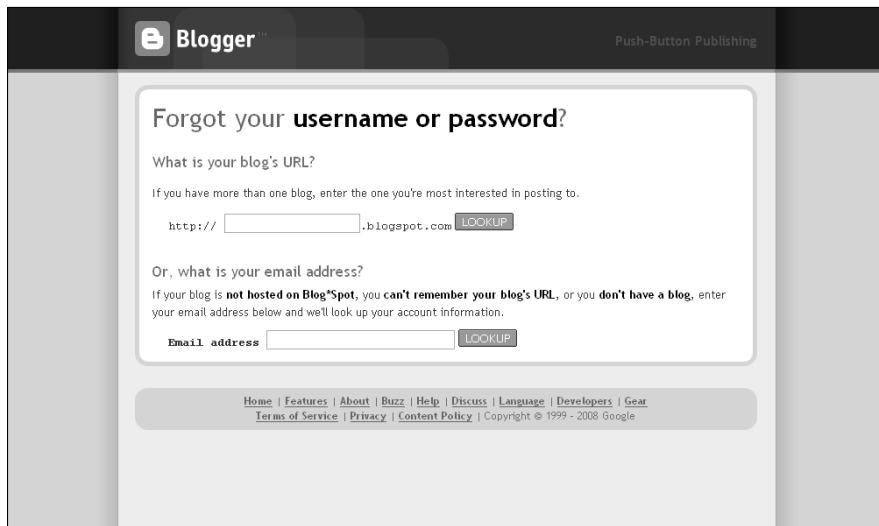 Blogger™
Push-Button Publishing
Forgot your username or password?
What is your blog's URL?
If you have more than one blog, enter the one you're most interested in posting to.
http:// .blogspot.com LOOKUP
Or, what is your email address?
If your blog is not hosted on Blog*Spot, you can't remember your blog's URL, or you don't have a blog, enter
your email address below and we'll look up your account information.
Email address LOOKUP
Home | Features | About | Buzz | Help | Discuss | Language | Developers | Gear
Terms of Service | Privacy | Content Policy | Copyright © 1999 - 2008 Google